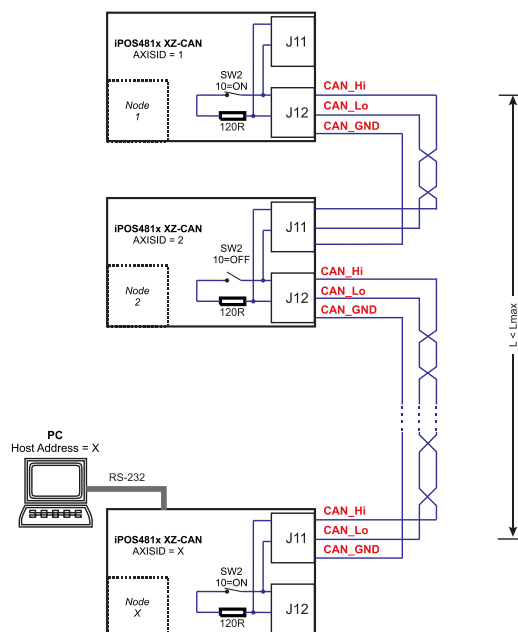 iPOS481x XZ-CAN
AXISID = 1
J11
SW2
10=ON
CAN_Hi
Node
1
CAN_Lo
J12
120R
CAN_GND
iPOS481x XZ-CAN
AXISID = 2
J11
SW2
10=OFF
CAN_Hi
Node
2
CAN_Lo
J12
120R
CAN_GND
L < Lmax
PC
Host Address = X
RS-232
CAN_Hi
iPOS481x XZ-CAN
AXISID = X
J11
CAN_Lo
CAN_GND
SW2
10=ON
Node
X
J12
120R